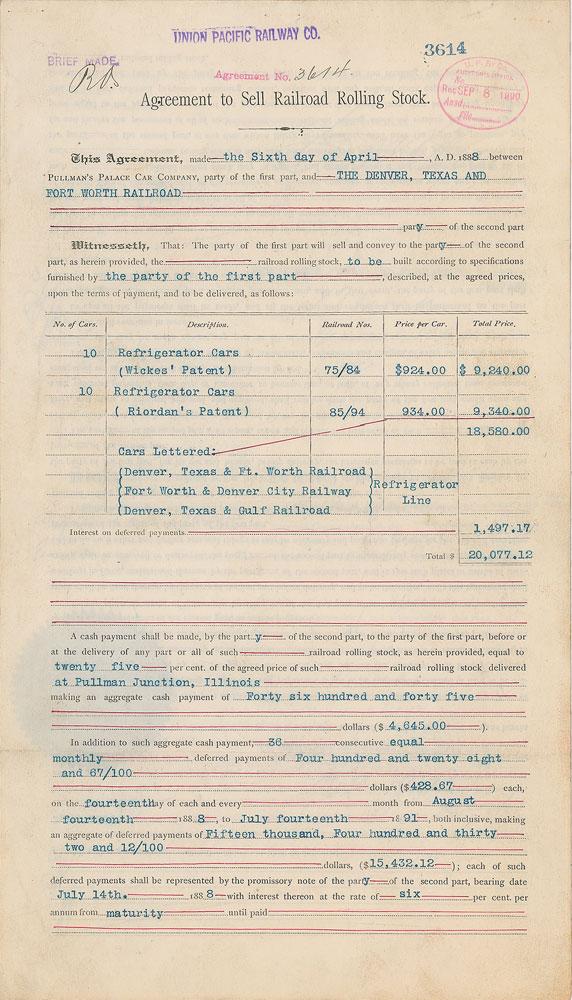 UNION PACIFIC RAILWAY CO.
3614
BRIEF MADE.
Agreement No. 3614.
U. P. Ry Co.
AUDITOR'S OFFICE
No.
Rec SEP 8 1890
Ansd
File
Agreement to Sell Railroad Rolling Stock.
This Agreement, made the Sixth day of April, A. D. 1888 between
PULLMAN'S PALACE CAR COMPANY, party of the first part, and THE DENVER, TEXAS AND
FORT WORTH RAILROAD
party of the second part
Witnesseth, That: The party of the first part will sell and convey to the party of the second
part, as herein provided, the railroad rolling stock, to be built according to specifications
furnished by the party of the first part, described, at the agreed prices,
upon the terms of payment, and to be delivered, as follows:
No. of Cars. Description. Railroad Nos. Price per Car. Total Price.
10 Refrigerator Cars
(Wickes' Patent) 75/84 $924.00 $ 9,240.00
10 Refrigerator Cars
( Riordan's Patent) 85/94 934.00 9,340.00
18,580.00
Cars Lettered:
(Denver, Texas & Ft. Worth Railroad)
(Fort Worth & Denver City Railway
(Denver, Texas & Gulf Railroad
Refrigerator
Line
Interest on deferred payments. 1,497.17
Total $ 20,077.12
A cash payment shall be made, by the party of the second part, to the party of the first part, before or
at the delivery of any part or all of such railroad rolling stock, as herein provided, equal to
twenty five per cent. of the agreed price of such railroad rolling stock delivered
at Pullman Junction, Illinois
making an aggregate cash payment of Forty six hundred and forty five
dollars ($ 4,645.00 ).
In addition to such aggregate cash payment, 36 consecutive equal
monthly deferred payments of Four hundred and twenty eight
and 67/100
dollars ($428.67 ) each,
on the fourteenthay of each and every month from August
fourteenth 1888, to July fourteenth 1891, both inclusive, making
an aggregate of deferred payments of Fifteen thousand, Four hundred and thirty
two and 12/100
dollars, ($15,432.12 ); each of such
deferred payments shall be represented by the promissory note of the party of the second part, bearing date
July 14th. 1888 with interest thereon at the rate of six per cent. per
annum from maturity until paid